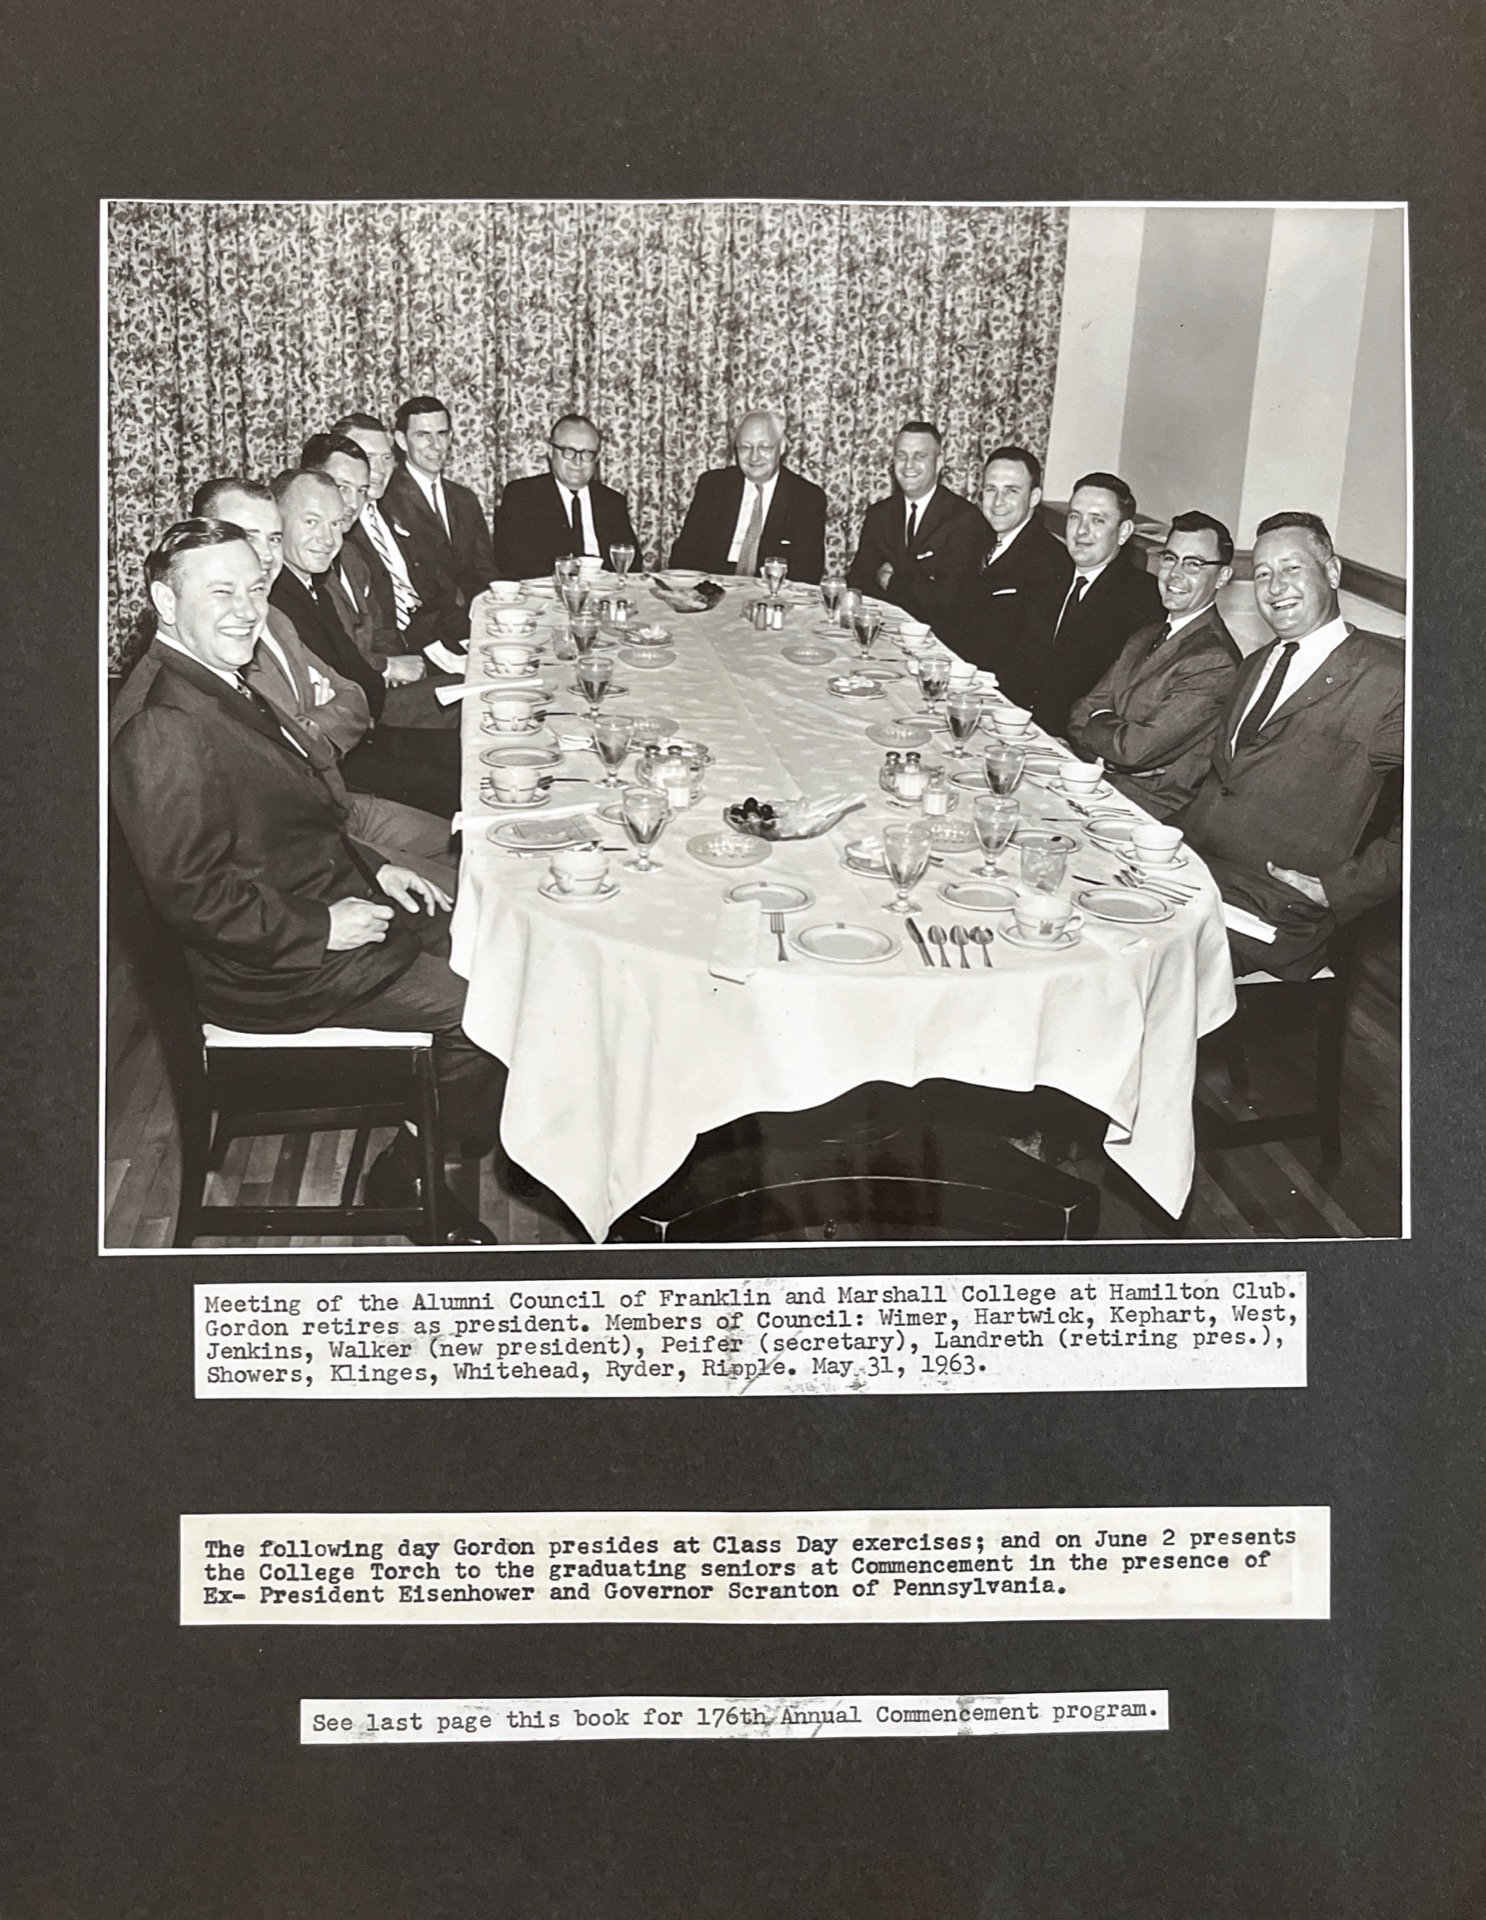 Meeting of the Alumni Council of Franklin and Marshall College at Hamilton Club.
Gordon retires as president. Members of Council: Wimer, Hartwick, Kephart, West,
Jenkins, Walker (new president), Peifer (secretary), Landreth (retiring pres.),
Showers, Klinges, Whitehead, Ryder, Ripple. May 31, 1963.
The following day Gordon presides at Class Day exercises; and on June 2 presents
the College Torch to the graduating seniors at Commencement in the presence of
Ex- President Eisenhower and Governor Scranton of Pennsylvania.
See last page this book for 176th Annual Commencement program.